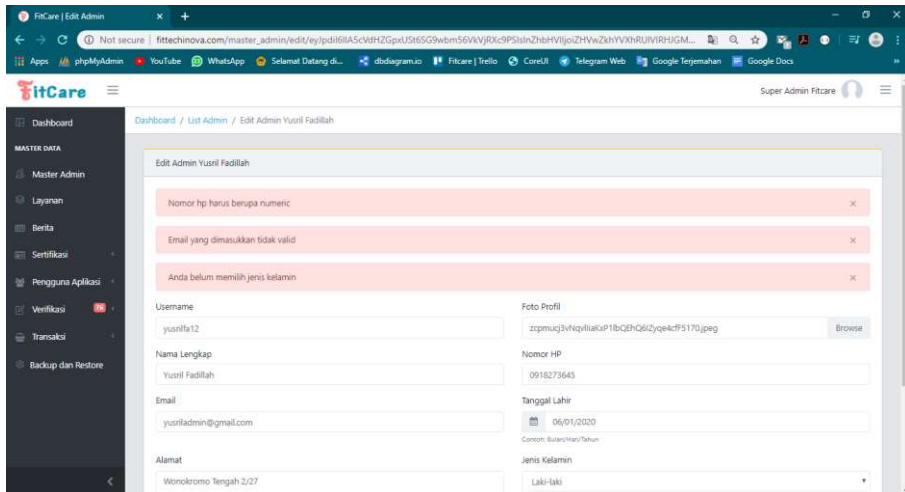 FitCare | Edit Admin
Not secure | fittechinova.com/master_admin/edit/
Apps phpMyAdmin YouTube WhatsApp Selamat Datang di... dbdiagram.io Fitcare | Trello CoreUI Telegram Web Google Terjemahan Google Docs
FitCare
Super Admin Fitcare
Dashboard
Dashboard / List Admin / Edit Admin Yusril Fadillah
MASTER DATA
Master Admin
Layanan
Berita
Sertifikasi
Pengguna Aplikasi
Verifikasi 76
Transaksi
Backup dan Restore
Edit Admin Yusril Fadillah
Nomor hp harus berupa numeric
Email yang dimasukkan tidak valid
Anda belum memilih jenis kelamin
Username
yusrilfa12
Foto Profil
Browse
Nama Lengkap
Yusril Fadillah
Nomor HP
0918273645
Email
yusriladmin@gmail.com
Tanggal Lahir
06/01/2020
Contoh: Bulan/Hari/Tahun
Alamat
Wonokromo Tengah 2/27
Jenis Kelamin
Laki-laki